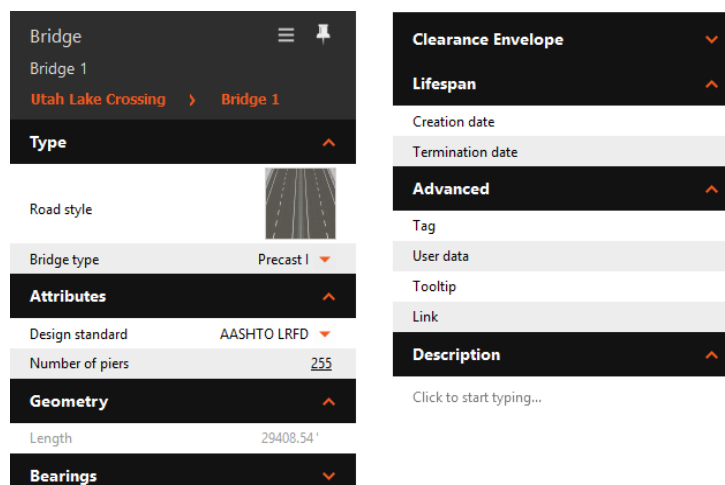 Bridge
Bridge 1
Utah Lake Crossing > Bridge 1
Type
Road style
Bridge type Precast I
Attributes
Design standard AASHTO LRFD
Number of piers 255
Geometry
Length 29408.54'
Bearings
Clearance Envelope
Lifespan
Creation date
Termination date
Advanced
Tag
User data
Tooltip
Link
Description
Click to start typing...